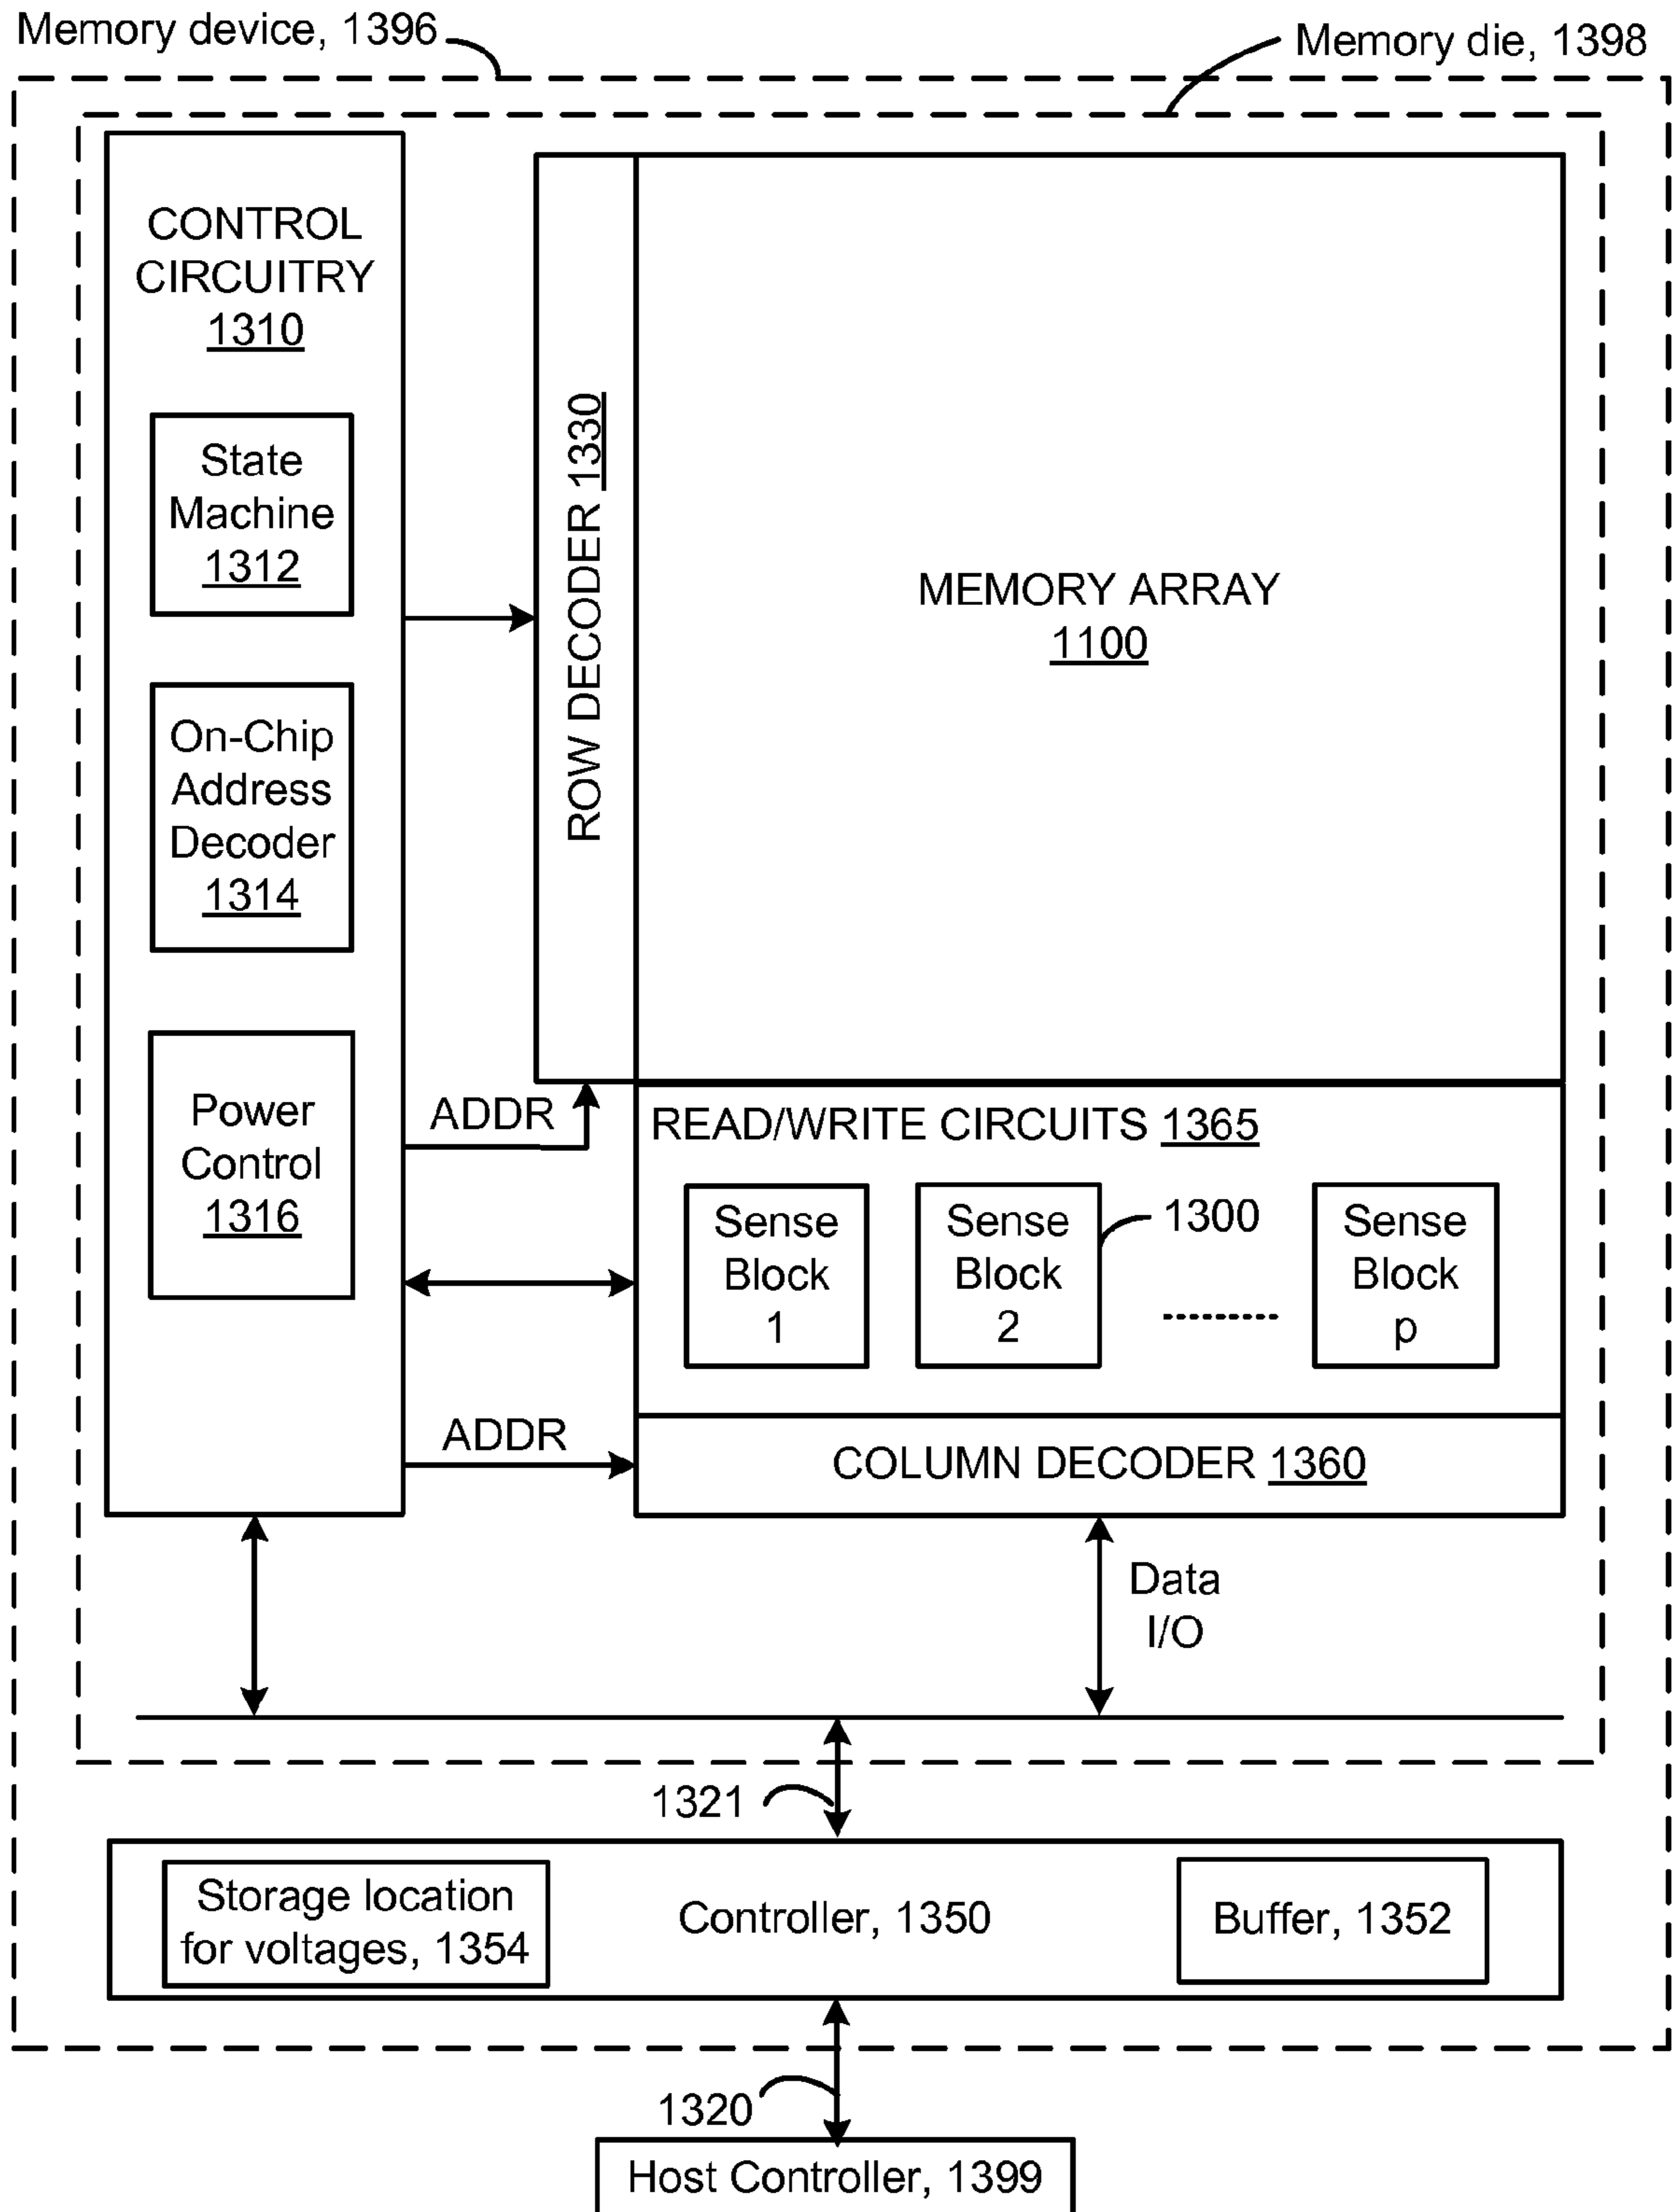 Memory device, 1396
Memory die, 1398
CONTROL
CIRCUITRY
1310
State
Machine
1312
On-Chip
Address
Decoder
1314
Power
Control
1316
ROW DECODER 1330
MEMORY ARRAY
1100
ADDR
READ/WRITE CIRCUITS 1365
Sense
Block
1
Sense
Block
2
1300
Sense
Block
p
ADDR
COLUMN DECODER 1360
Data
I/O
1321
Storage location
for voltages, 1354
Controller, 1350
Buffer, 1352
1320
Host Controller, 1399